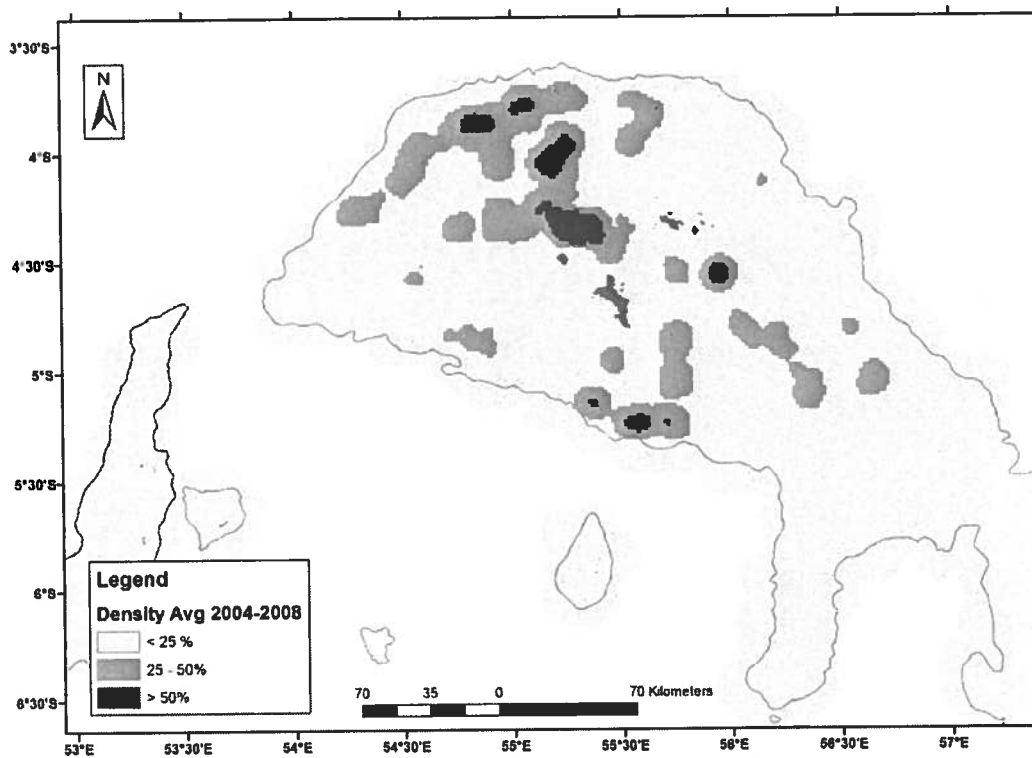 3°30'S
4°S
4°30'S
5°S
5°30'S
6°S
6°30'S
N
Legend
Density Avg 2004-2008
< 25 %
25 - 50%
> 50%
70 35 0 70 Kilometers
53°E 53°30'E 54°E 54°30'E 55°E 55°30'E 56°E 56°30'E 57°E